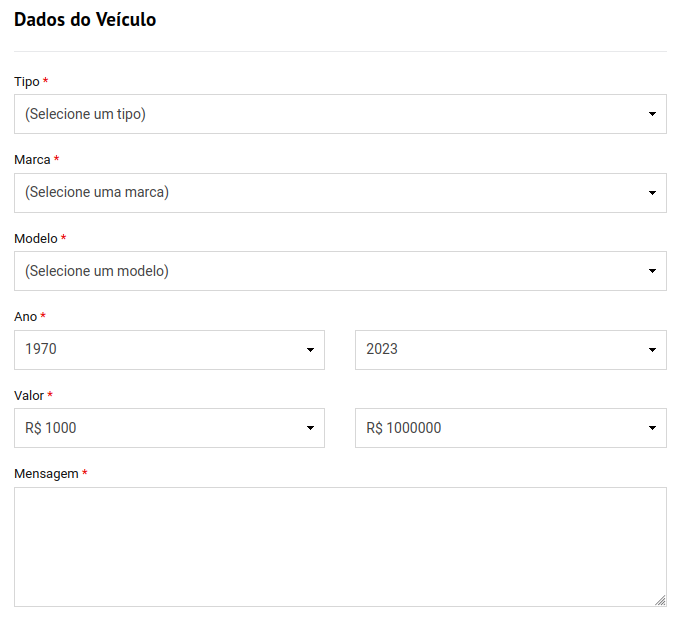 Dados do Veículo
Tipo *
(Selecione um tipo)
Marca *
(Selecione uma marca)
Modelo *
(Selecione um modelo)
Ano *
1970 2023
Valor *
R$ 1000 R$ 1000000
Mensagem *